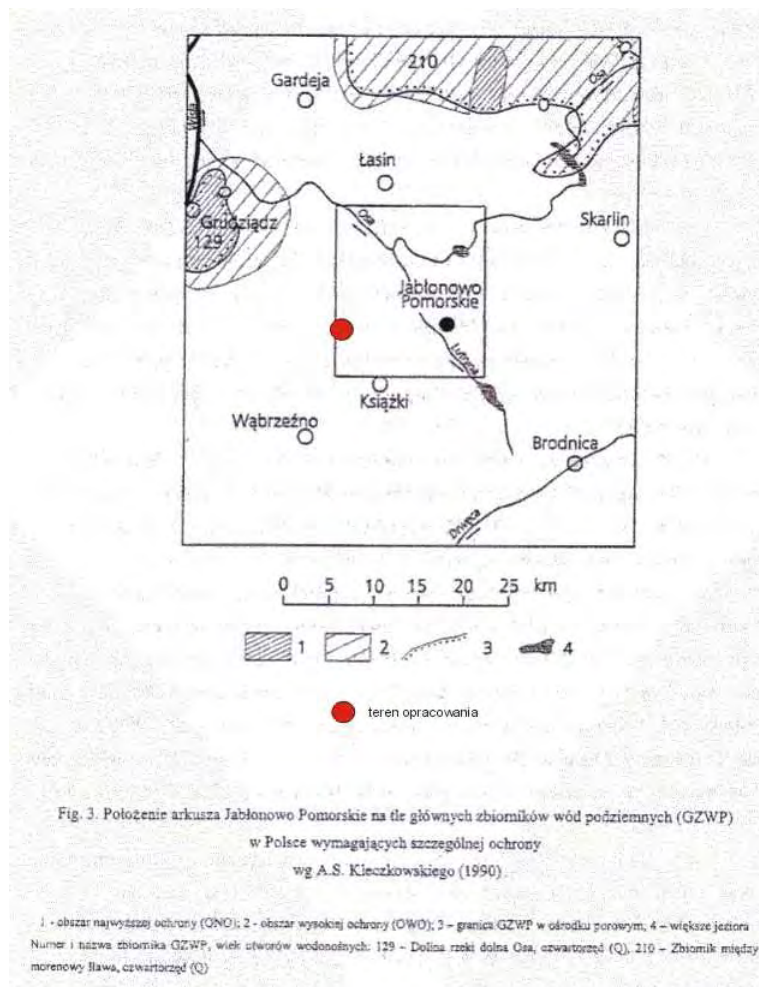 210
Gardeja
Osa
Wisła
Łasin
Osa
Grudziądz
129
Skarlin
Jabłonowo
Pomorskie
Lutryna
Książki
Wąbrzeźno
Brodnica
Drwęca
0 5 10 15 20 25 km
1 2 3 4
teren opracowania
Fig. 3. Położenie arkusza Jabłonowo Pomorskie na tle głównych zbiorników wód podziemnych (GZWP)
w Polsce wymagających szczególnej ochrony
wg A.S. Kleczkowskiego (1990)
1 - obszar najwyższej ochrony (ONO); 2 - obszar wysokiej ochrony (OWO); 3 – granica GZWP w ośrodku porowym; 4 – większe jeziora
Numer i nazwa zbiornika GZWP, wiek utworów wodonośnych: 129 – Dolina rzeki dolna Osa, czwartorzęd (Q), 210 – Zbiornik między
morenowy Iława, czwartorzęd (Q)